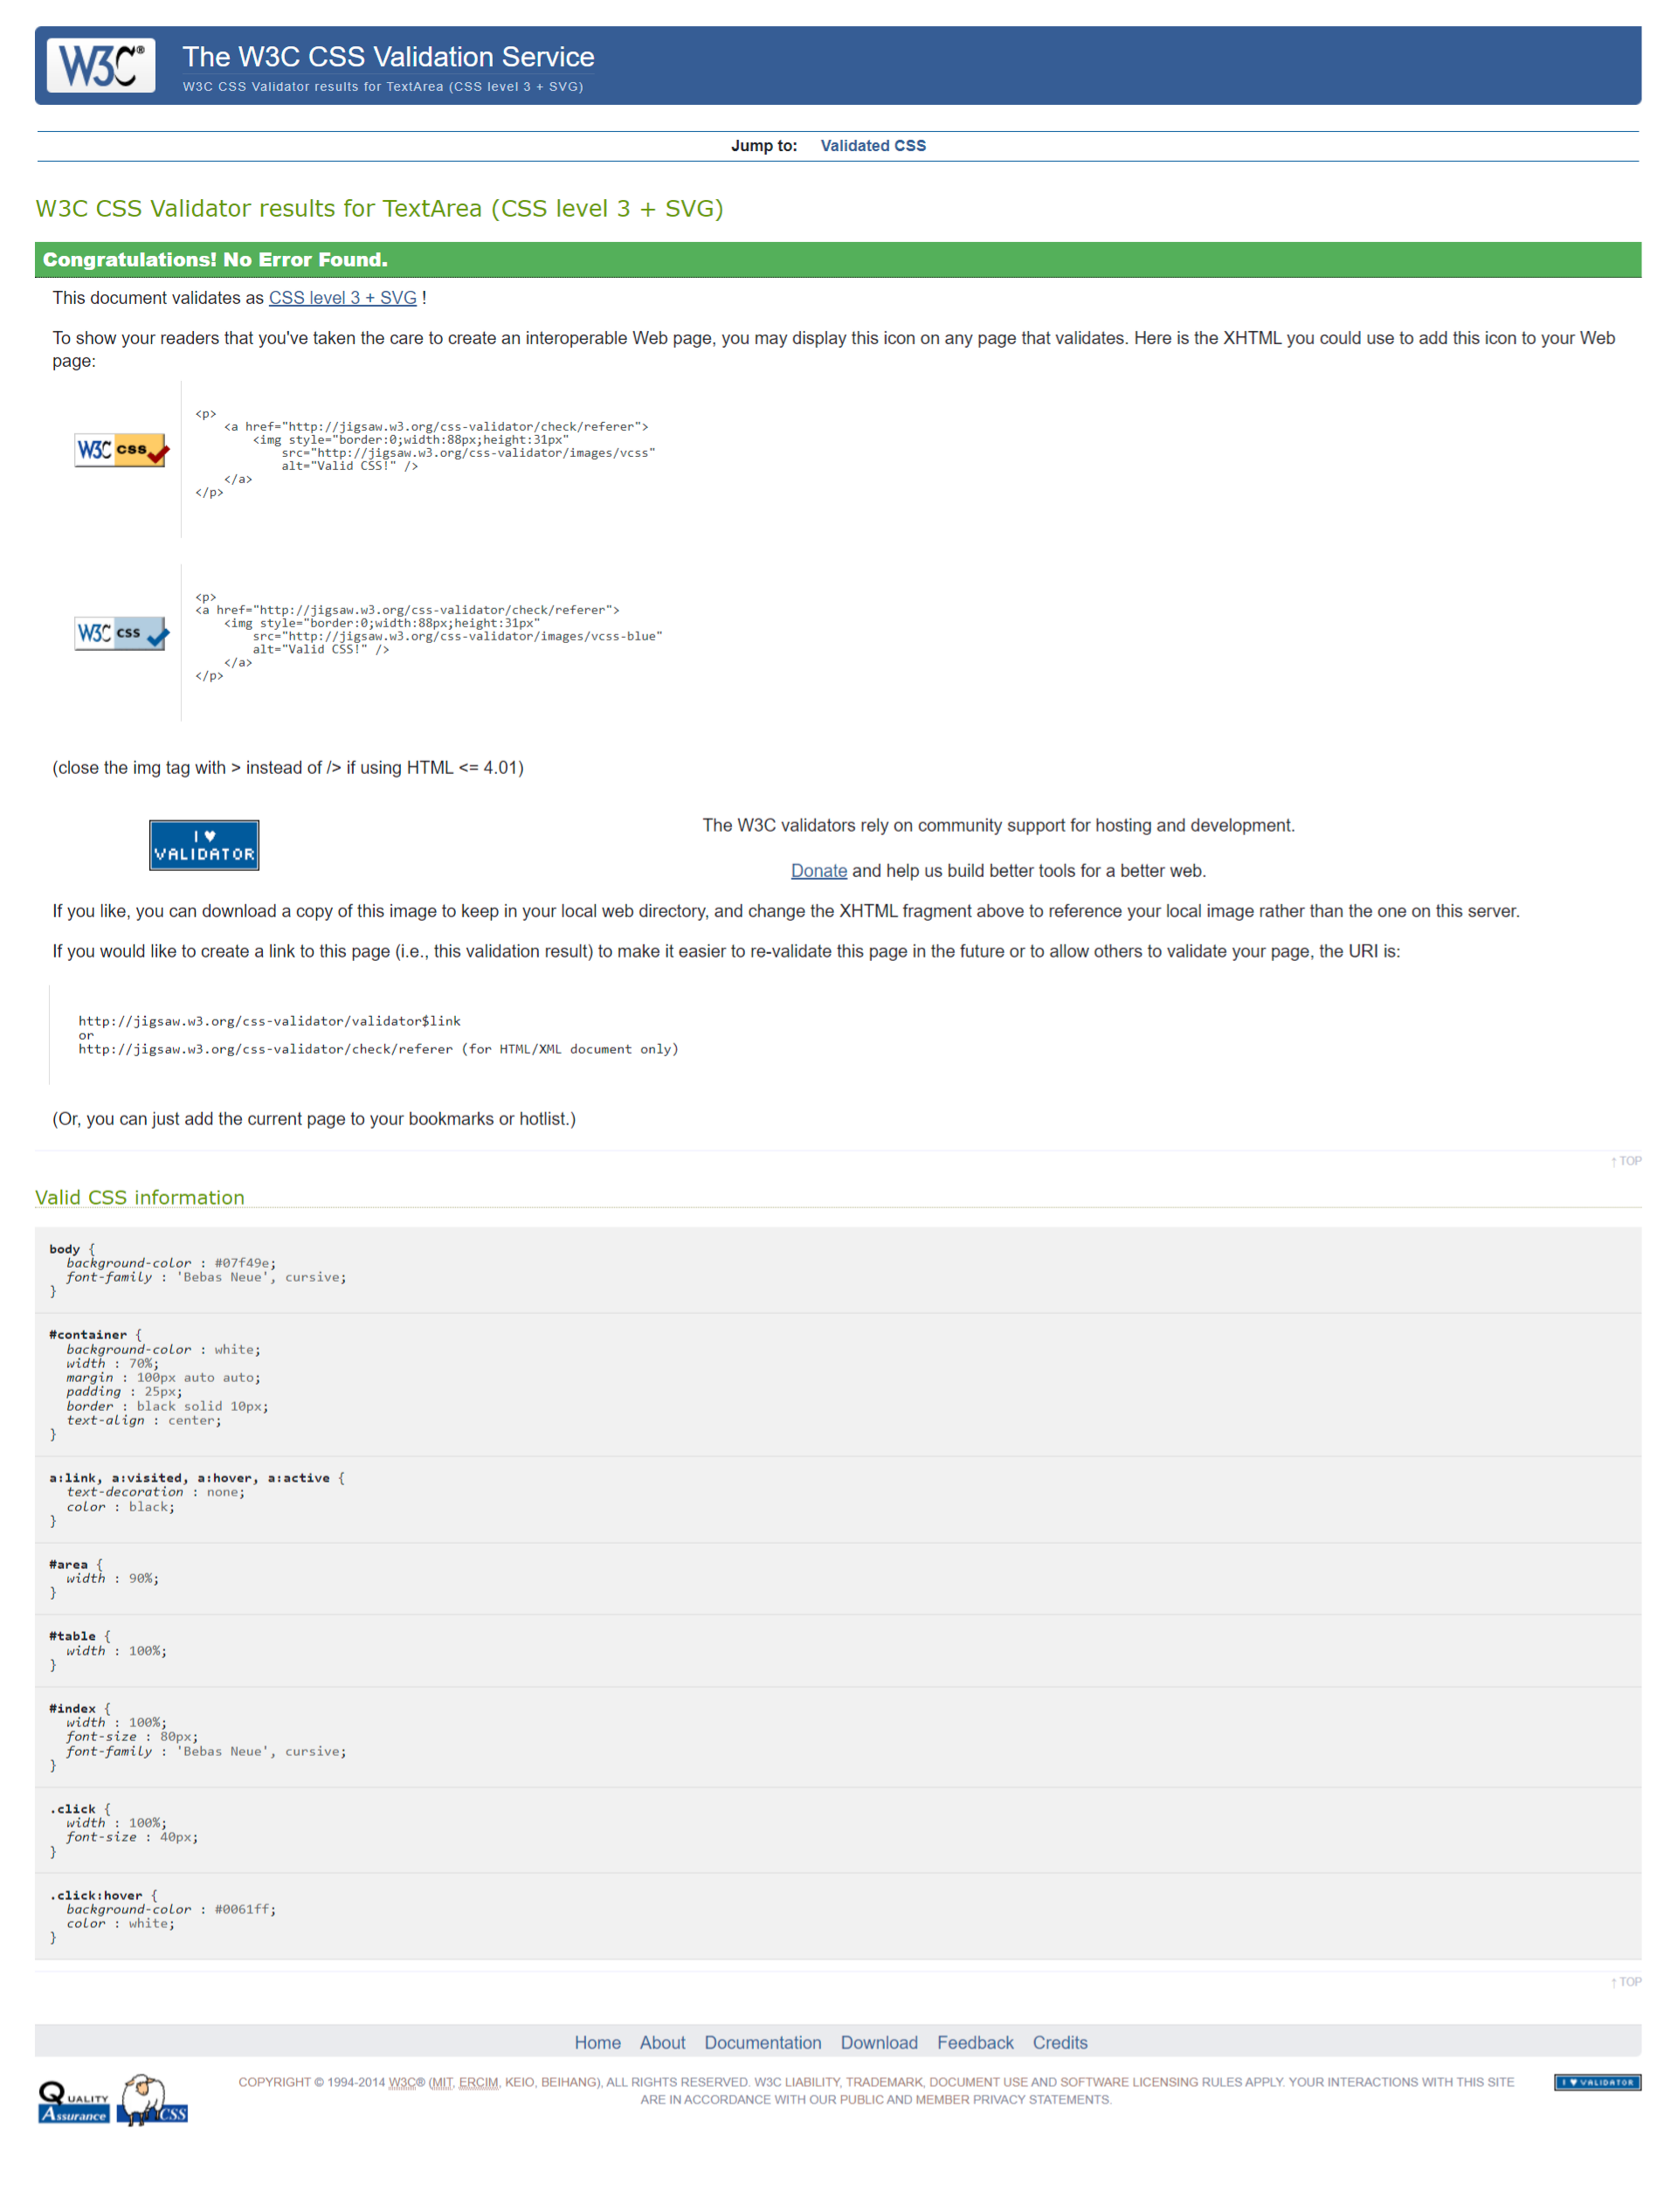 W3C®
The W3C CSS Validation Service
W3C CSS Validator results for TextArea (CSS level 3 + SVG)
Jump to: Validated CSS
W3C CSS Validator results for TextArea (CSS level 3 + SVG)
Congratulations! No Error Found.
This document validates as CSS level 3 + SVG !
To show your readers that you've taken the care to create an interoperable Web page, you may display this icon on any page that validates. Here is the XHTML you could use to add this icon to your Web
page:
W3C css
<p>
    <a href="http://jigsaw.w3.org/css-validator/check/referer">
        <img style="border:0;width:88px;height:31px"
            src="http://jigsaw.w3.org/css-validator/images/vcss"
            alt="Valid CSS!" />
    </a>
</p>
W3C css
<p>
<a href="http://jigsaw.w3.org/css-validator/check/referer">
    <img style="border:0;width:88px;height:31px"
        src="http://jigsaw.w3.org/css-validator/images/vcss-blue"
        alt="Valid CSS!" />
    </a>
</p>
(close the img tag with > instead of /> if using HTML <= 4.01)
I ♥
VALIDATOR
The W3C validators rely on community support for hosting and development.
Donate and help us build better tools for a better web.
If you like, you can download a copy of this image to keep in your local web directory, and change the XHTML fragment above to reference your local image rather than the one on this server.
If you would like to create a link to this page (i.e., this validation result) to make it easier to re-validate this page in the future or to allow others to validate your page, the URI is:
http://jigsaw.w3.org/css-validator/validator$link
or
http://jigsaw.w3.org/css-validator/check/referer (for HTML/XML document only)
(Or, you can just add the current page to your bookmarks or hotlist.)
↑ TOP
Valid CSS information
body {
  background-color : #07f49e;
  font-family : 'Bebas Neue', cursive;
}
#container {
  background-color : white;
  width : 70%;
  margin : 100px auto auto;
  padding : 25px;
  border : black solid 10px;
  text-align : center;
}
a:link, a:visited, a:hover, a:active {
  text-decoration : none;
  color : black;
}
#area {
  width : 90%;
}
#table {
  width : 100%;
}
#index {
  width : 100%;
  font-size : 80px;
  font-family : 'Bebas Neue', cursive;
}
.click {
  width : 100%;
  font-size : 40px;
}
.click:hover {
  background-color : #0061ff;
  color : white;
}
↑ TOP
Home About Documentation Download Feedback Credits
QUALITY
Assurance
CSS
COPYRIGHT © 1994-2014 W3C® (MIT, ERCIM, KEIO, BEIHANG), ALL RIGHTS RESERVED. W3C LIABILITY, TRADEMARK, DOCUMENT USE AND SOFTWARE LICENSING RULES APPLY. YOUR INTERACTIONS WITH THIS SITE
ARE IN ACCORDANCE WITH OUR PUBLIC AND MEMBER PRIVACY STATEMENTS.
I ♥ VALIDATOR